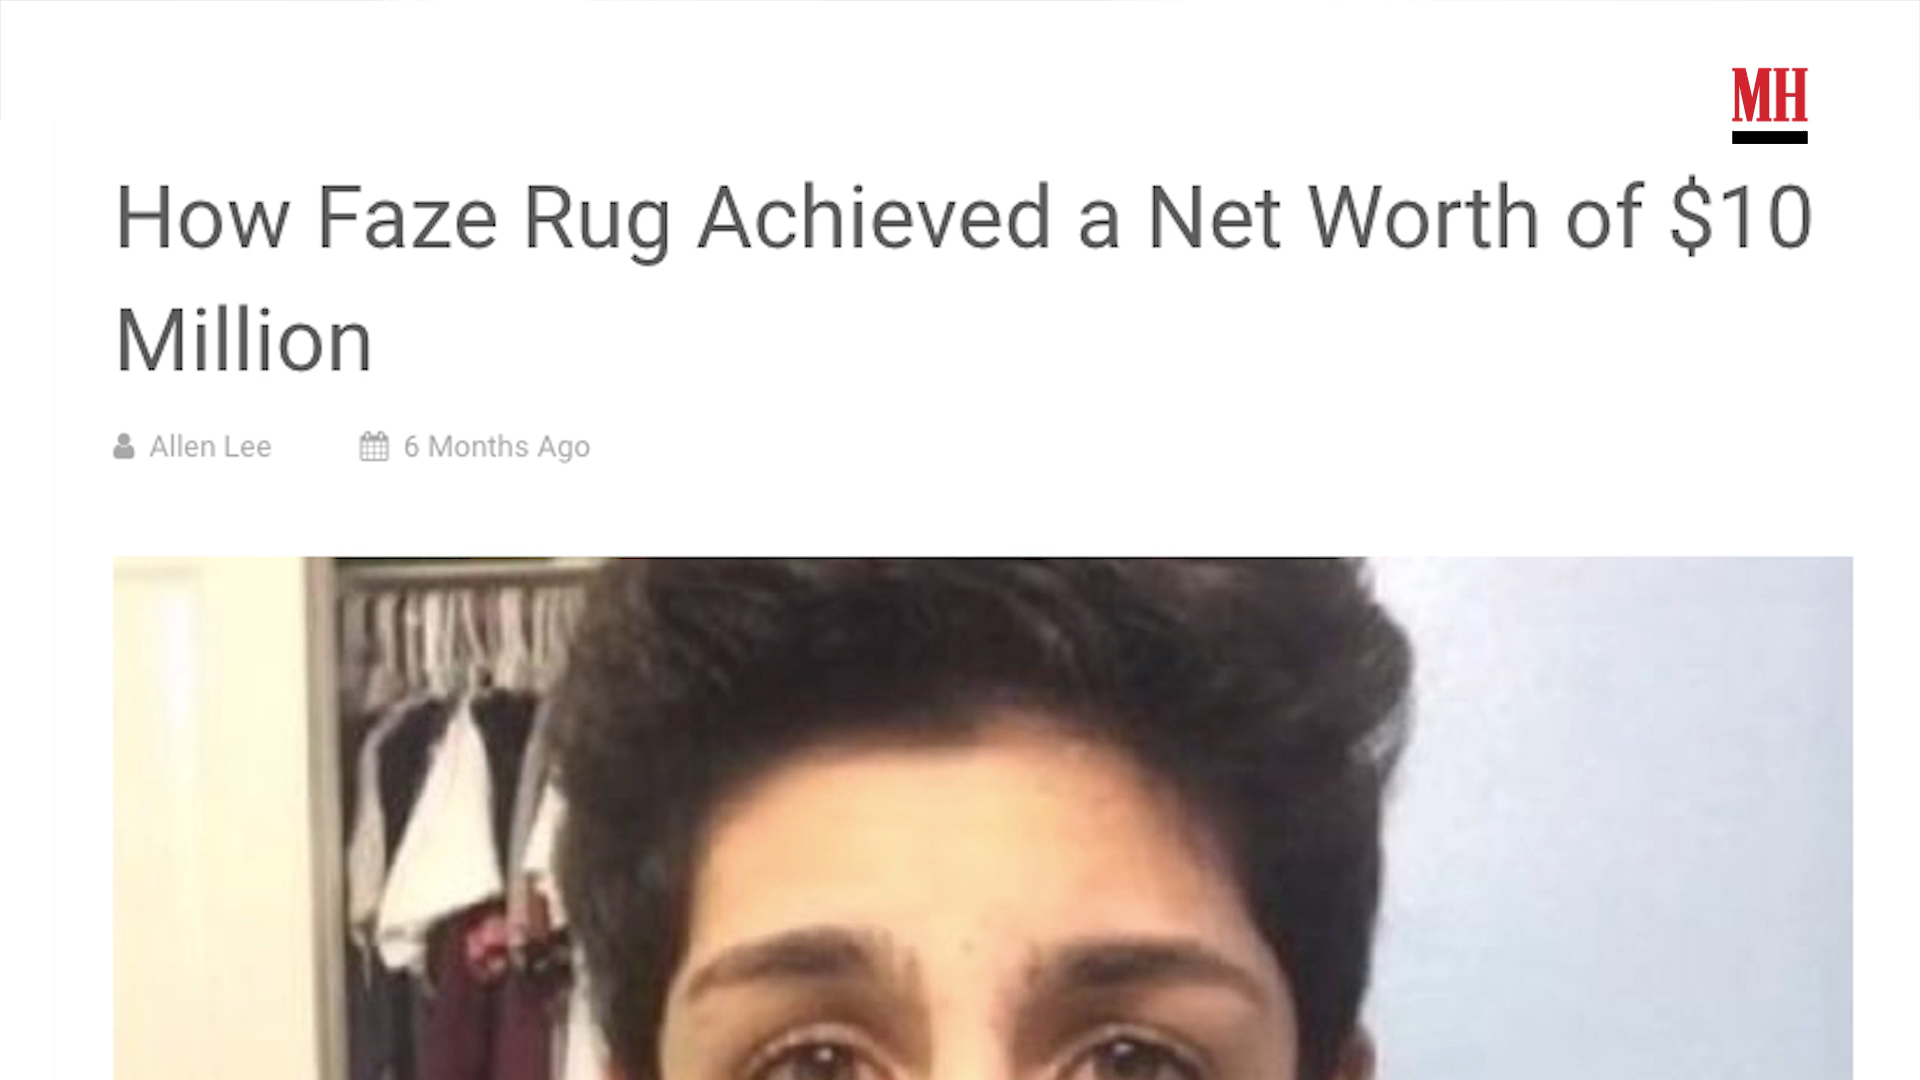 MH
How Faze Rug Achieved a Net Worth of $10
Million
Allen Lee 6 Months Ago